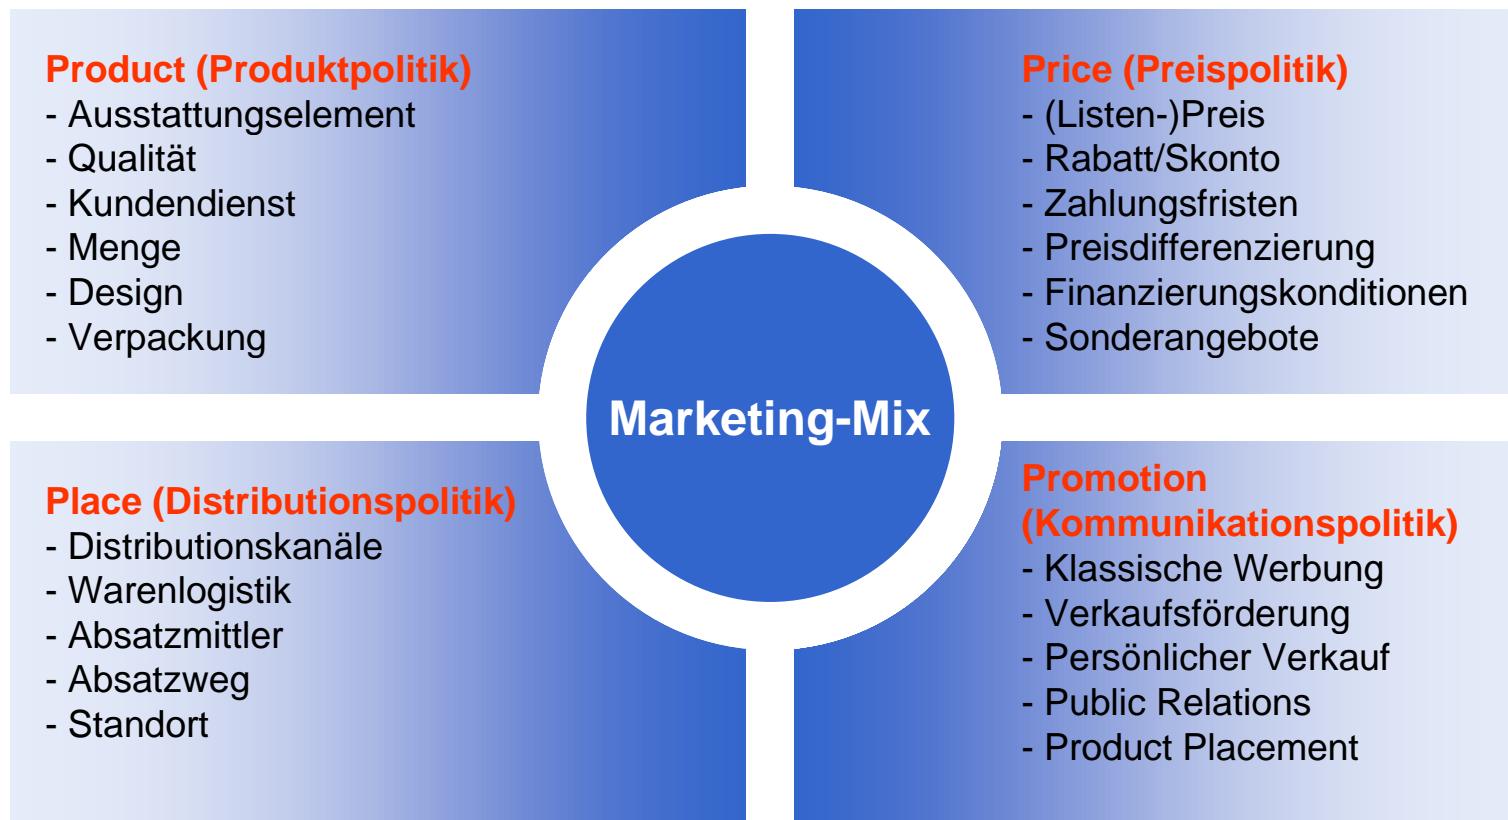 Product (Produktpolitik)
- Ausstattungselement
- Qualität
- Kundendienst
- Menge
- Design
- Verpackung
Price (Preispolitik)
- (Listen-)Preis
- Rabatt/Skonto
- Zahlungsfristen
- Preisdifferenzierung
- Finanzierungskonditionen
- Sonderangebote
Marketing-Mix
Place (Distributionspolitik)
- Distributionskanäle
- Warenlogistik
- Absatzmittler
- Absatzweg
- Standort
Promotion
(Kommunikationspolitik)
- Klassische Werbung
- Verkaufsförderung
- Persönlicher Verkauf
- Public Relations
- Product Placement